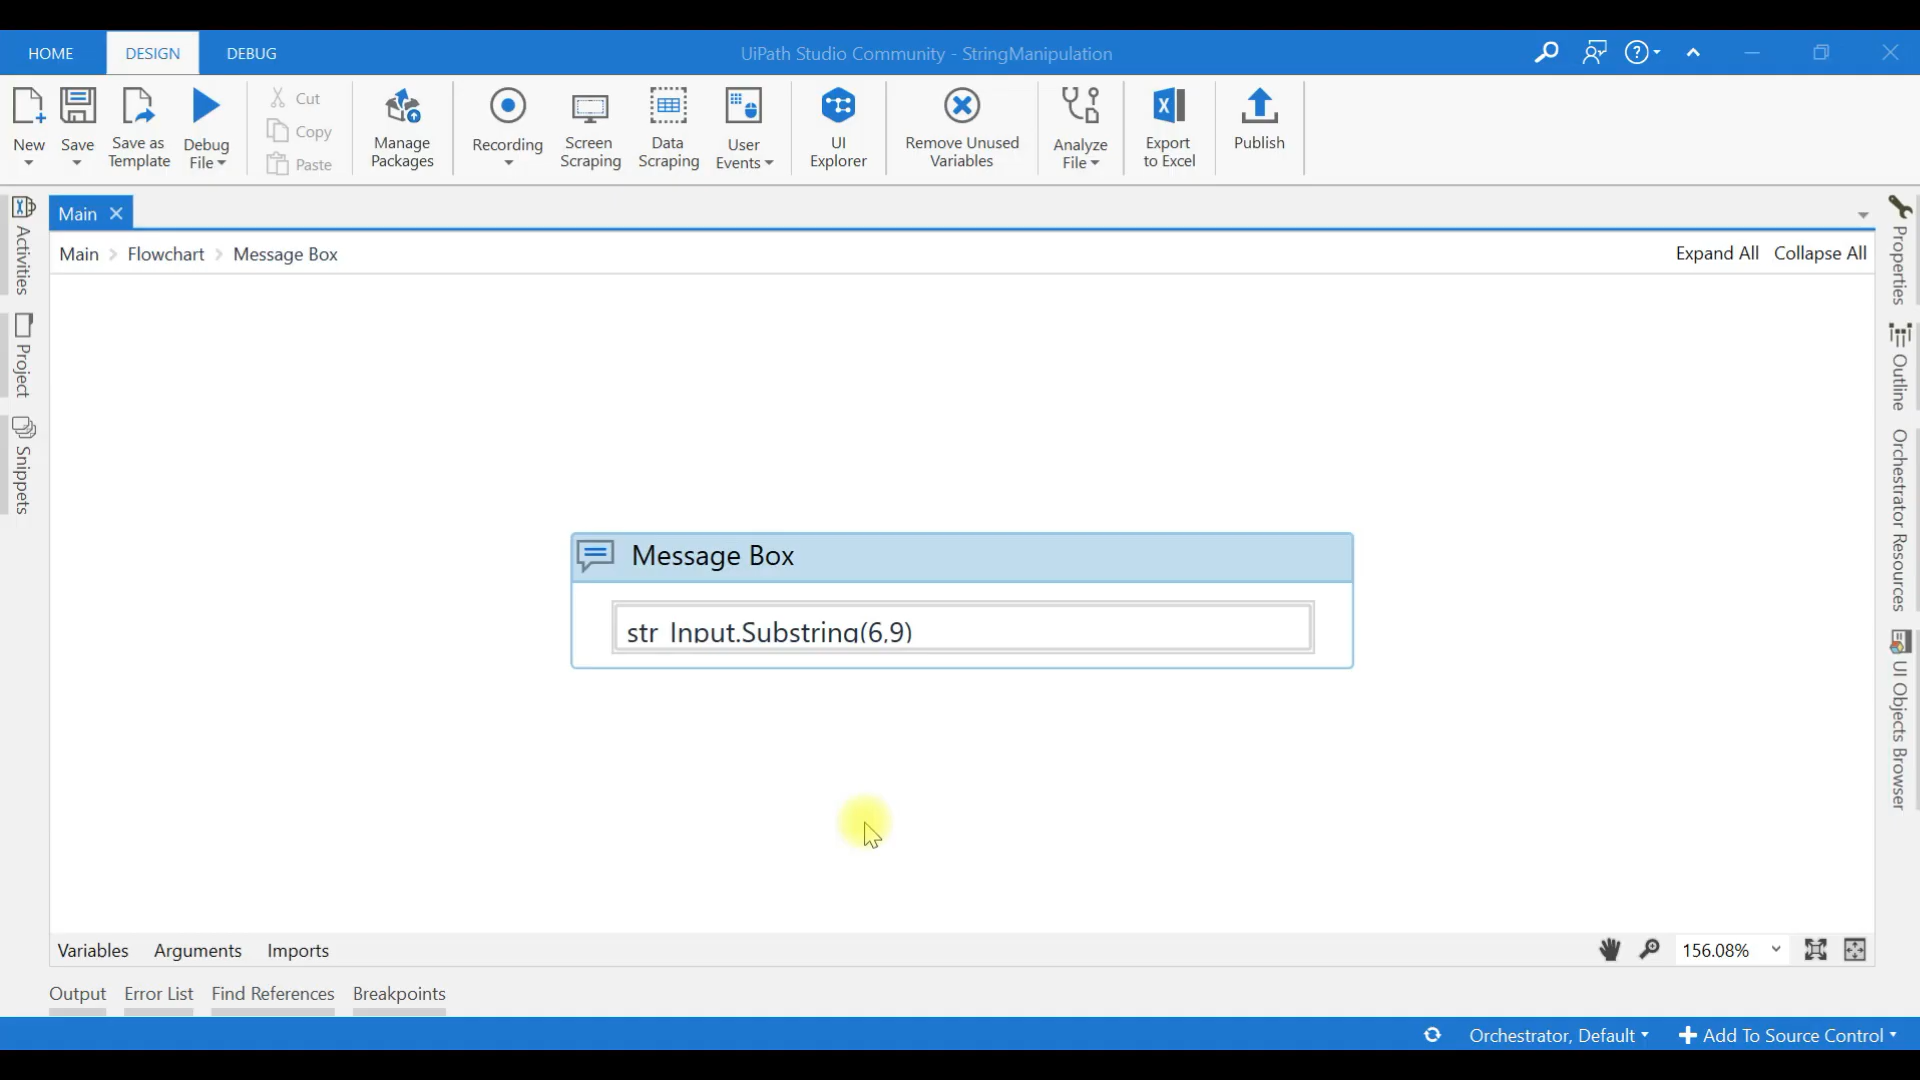 HOME DESIGN DEBUG UiPath Studio Community - StringManipulation
New Save Save as Template Debug File Cut Copy Paste Manage Packages Recording Screen Scraping Data Scraping User Events UI Explorer Remove Unused Variables Analyze File Export to Excel Publish
Main
Main Flowchart Message Box Expand All Collapse All
Activities
Project
Snippets
Properties
Outline
Orchestrator Resources
UI Objects Browser
Message Box
str_Input.Substring(6,9)
Variables Arguments Imports 156.08%
Output Error List Find References Breakpoints
Orchestrator, Default Add To Source Control